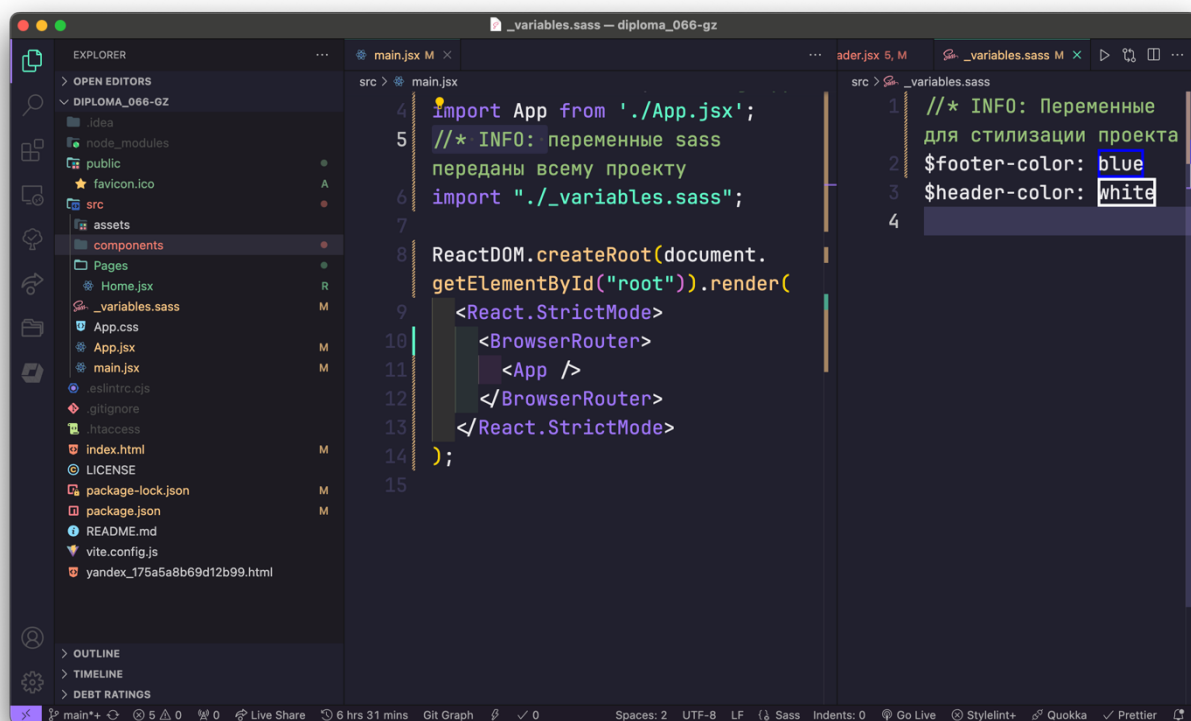 _variables.sass — diploma_066-gz
EXPLORER
OPEN EDITORS
DIPLOMA_066-GZ
.idea
node_modules
public
favicon.ico A
src
assets
components
Pages
Home.jsx R
_variables.sass M
App.css
App.jsx M
main.jsx M
.eslintrc.cjs
.gitignore
.htaccess
index.html M
LICENSE
package-lock.json M
package.json M
README.md
vite.config.js
yandex_175a5a8b69d12b99.html
OUTLINE
TIMELINE
DEBT RATINGS
main.jsx M
src > main.jsx
4 import App from './App.jsx';
5 //* INFO: переменные sass
переданы всему проекту
6 import "./_variables.sass";
7
8 ReactDOM.createRoot(document.
getElementById("root")).render(
9 <React.StrictMode>
10 <BrowserRouter>
11 <App />
12 </BrowserRouter>
13 </React.StrictMode>
14 );
15
ader.jsx 5, M
_variables.sass M
src > _variables.sass
1 //* INFO: Переменные
для стилизации проекта
2 $footer-color: blue
3 $header-color: white
4
main*+ 5 0 0 Live Share 6 hrs 31 mins Git Graph 0 Spaces: 2 UTF-8 LF Sass Indents: 0 Go Live Stylelint+ Quokka Prettier